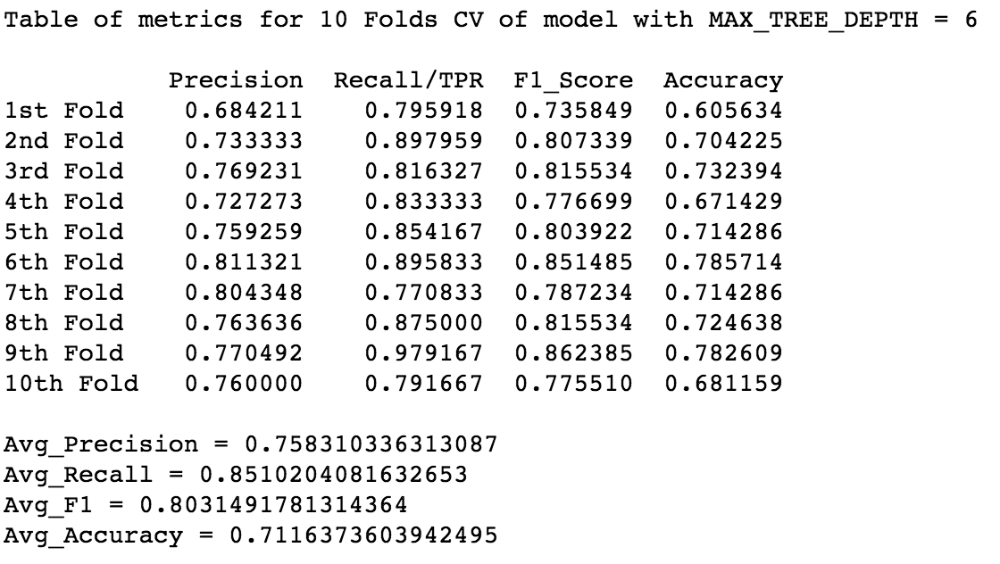 Table of metrics for 10 Folds CV of model with MAX_TREE_DEPTH = 6
Precision Recall/TPR F1_Score Accuracy
1st Fold 0.684211 0.795918 0.735849 0.605634
2nd Fold 0.733333 0.897959 0.807339 0.704225
3rd Fold 0.769231 0.816327 0.815534 0.732394
4th Fold 0.727273 0.833333 0.776699 0.671429
5th Fold 0.759259 0.854167 0.803922 0.714286
6th Fold 0.811321 0.895833 0.851485 0.785714
7th Fold 0.804348 0.770833 0.787234 0.714286
8th Fold 0.763636 0.875000 0.815534 0.724638
9th Fold 0.770492 0.979167 0.862385 0.782609
10th Fold 0.760000 0.791667 0.775510 0.681159
Avg_Precision = 0.758310336313087
Avg_Recall = 0.8510204081632653
Avg_F1 = 0.8031491781314364
Avg_Accuracy = 0.7116373603942495